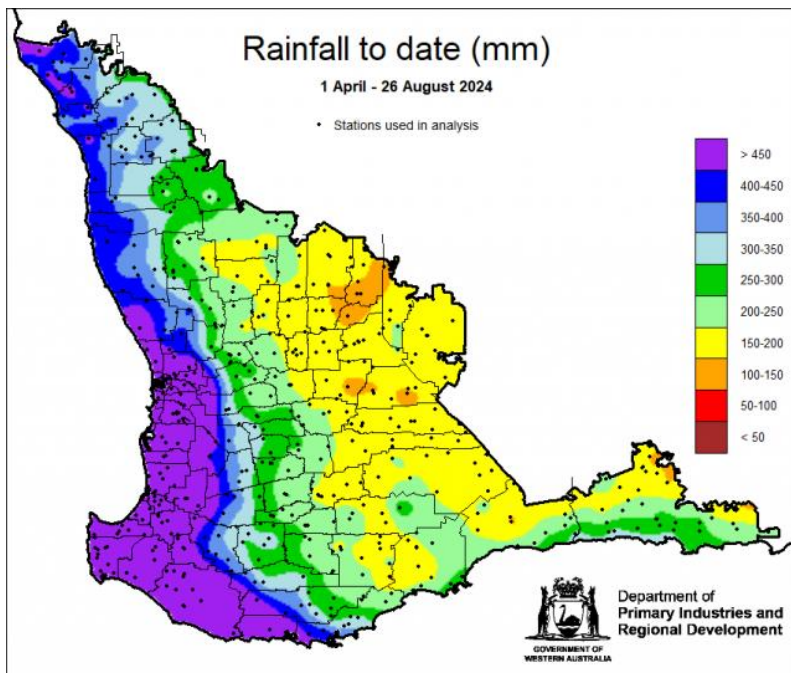 Rainfall to date (mm)
1 April - 26 August 2024
• Stations used in analysis
> 450
400-450
350-400
300-350
250-300
200-250
150-200
100-150
50-100
< 50
GOVERNMENT OF
WESTERN AUSTRALIA
Department of
Primary Industries and
Regional Development